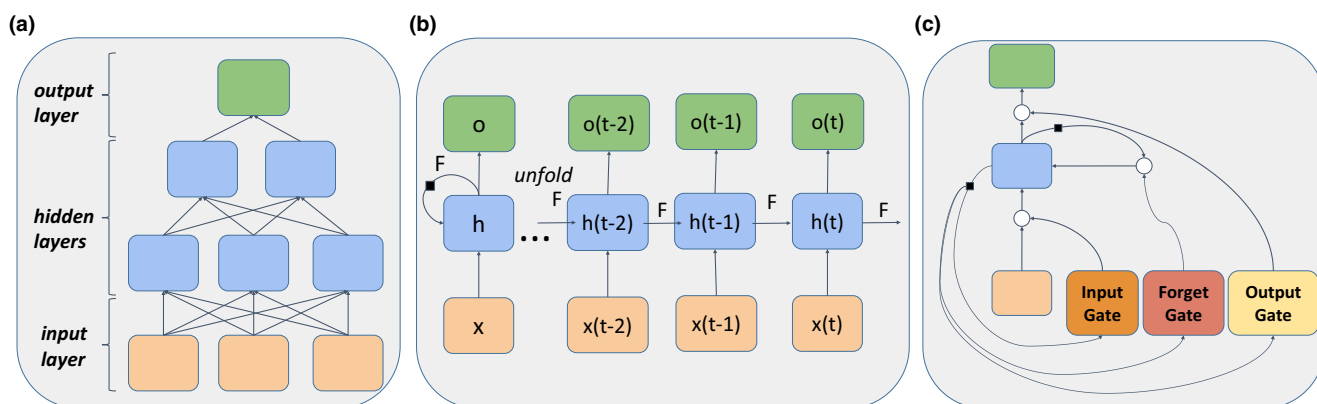 (a)
output
layer
hidden
layers
input
layer
(b)
o
o(t-2)
o(t-1)
o(t)
F
unfold
F
F
F
F
h
...
h(t-2)
h(t-1)
h(t)
x
x(t-2)
x(t-1)
x(t)
(c)
Input
Gate
Forget
Gate
Output
Gate